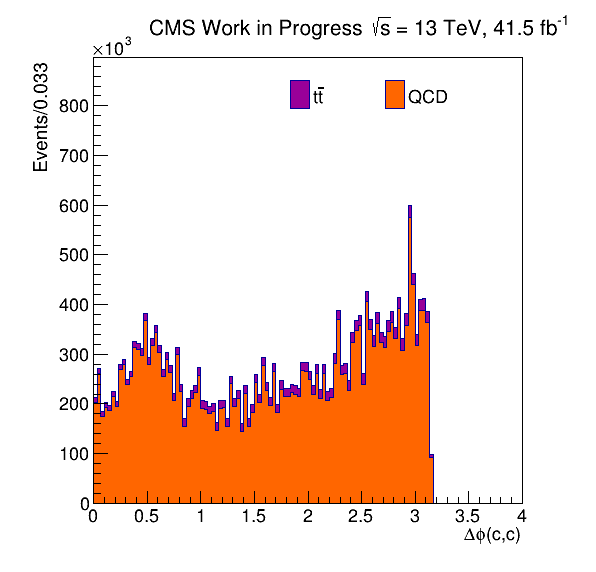 CMS Work in Progress √s = 13 TeV, 41.5 fb⁻¹
×10³
Events/0.033
tt̄
QCD
800
700
600
500
400
300
200
100
0
0 0.5 1 1.5 2 2.5 3 3.5 4
Δϕ(c,c)